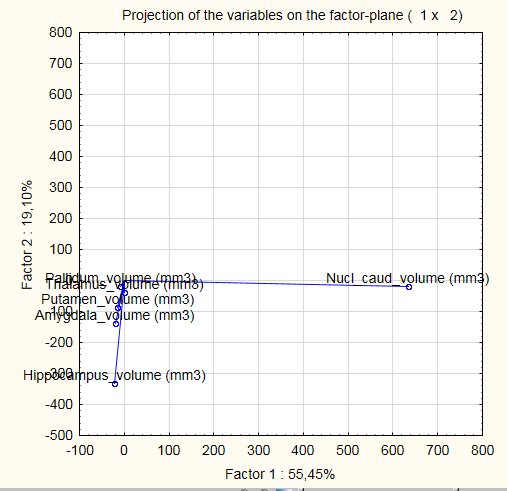 Projection of the variables on the factor-plane ( 1 x 2)
800
700
600
500
400
300
200
100
0
-100
-200
-300
-400
-500
Factor 2 : 19,10%
Pallidum_volume (mm3)
Thalamus_volume (mm3)
Putamen_volume (mm3)
Amygdala_volume (mm3)
Hippocampus_volume (mm3)
Nucl_caud_volume (mm3)
-100 0 100 200 300 400 500 600 700 800
Factor 1 : 55,45%